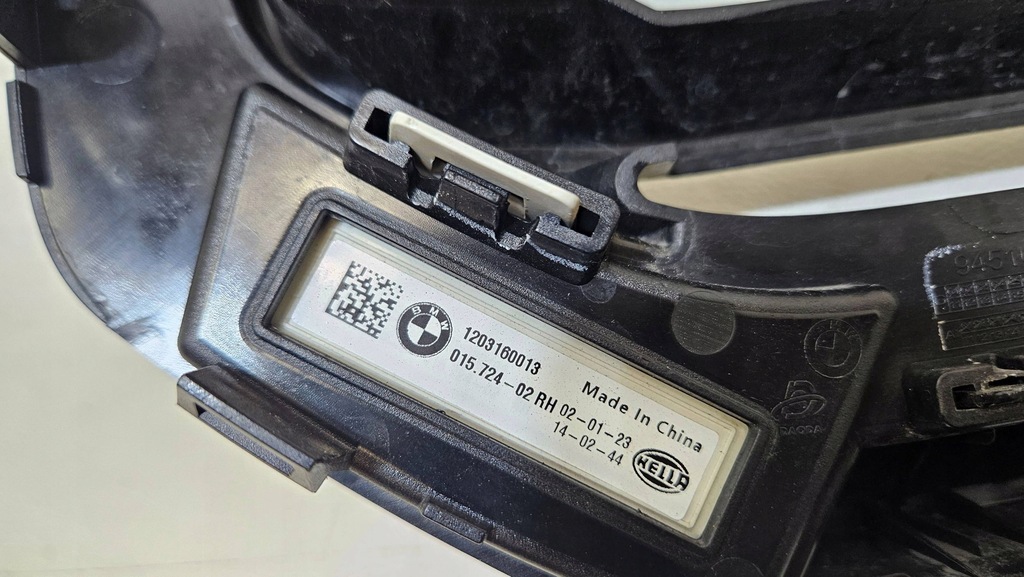 BMW
1203160013
Made In China
015.724-02 RH 02-01-23
14-02-44
HELLA